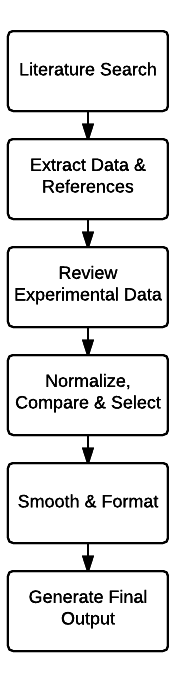 Literature Search
Extract Data &
References
Review
Experimental Data
Normalize,
Compare & Select
Smooth & Format
Generate Final
Output